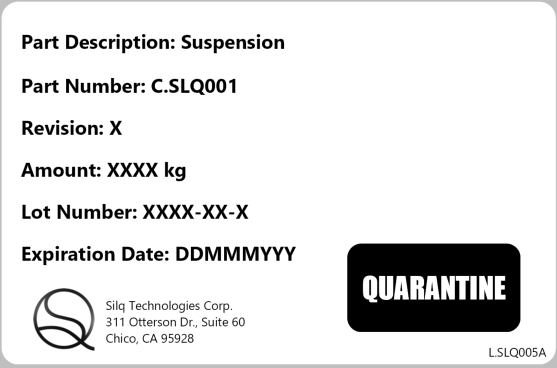 Part Description: Suspension
Part Number: C.SLQ001
Revision: X
Amount: XXXX kg
Lot Number: XXXX-XX-X
Expiration Date: DDMMMYYY
QUARANTINE
Silq Technologies Corp.
311 Otterson Dr., Suite 60
Chico, CA 95928
L.SLQ005A